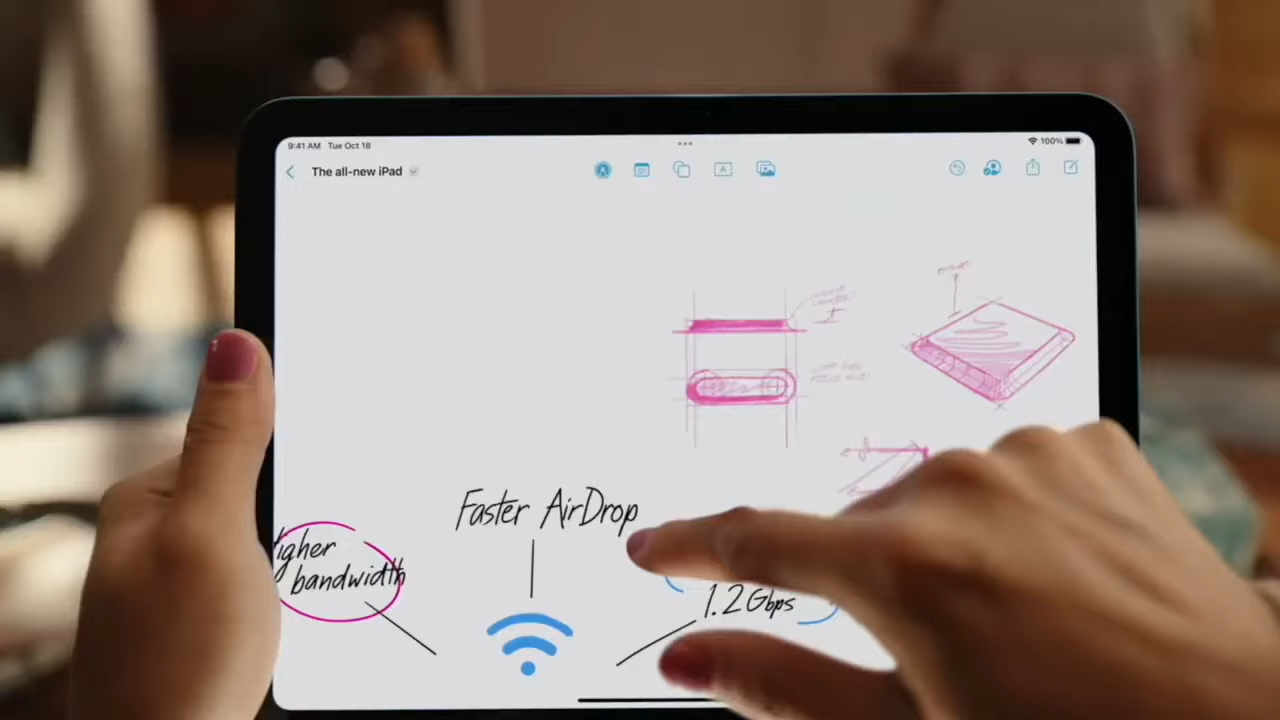 9:41 AM Tue Oct 18
100%
The all-new iPad
A
Faster AirDrop
igher
bandwidth
1.2 Gbps